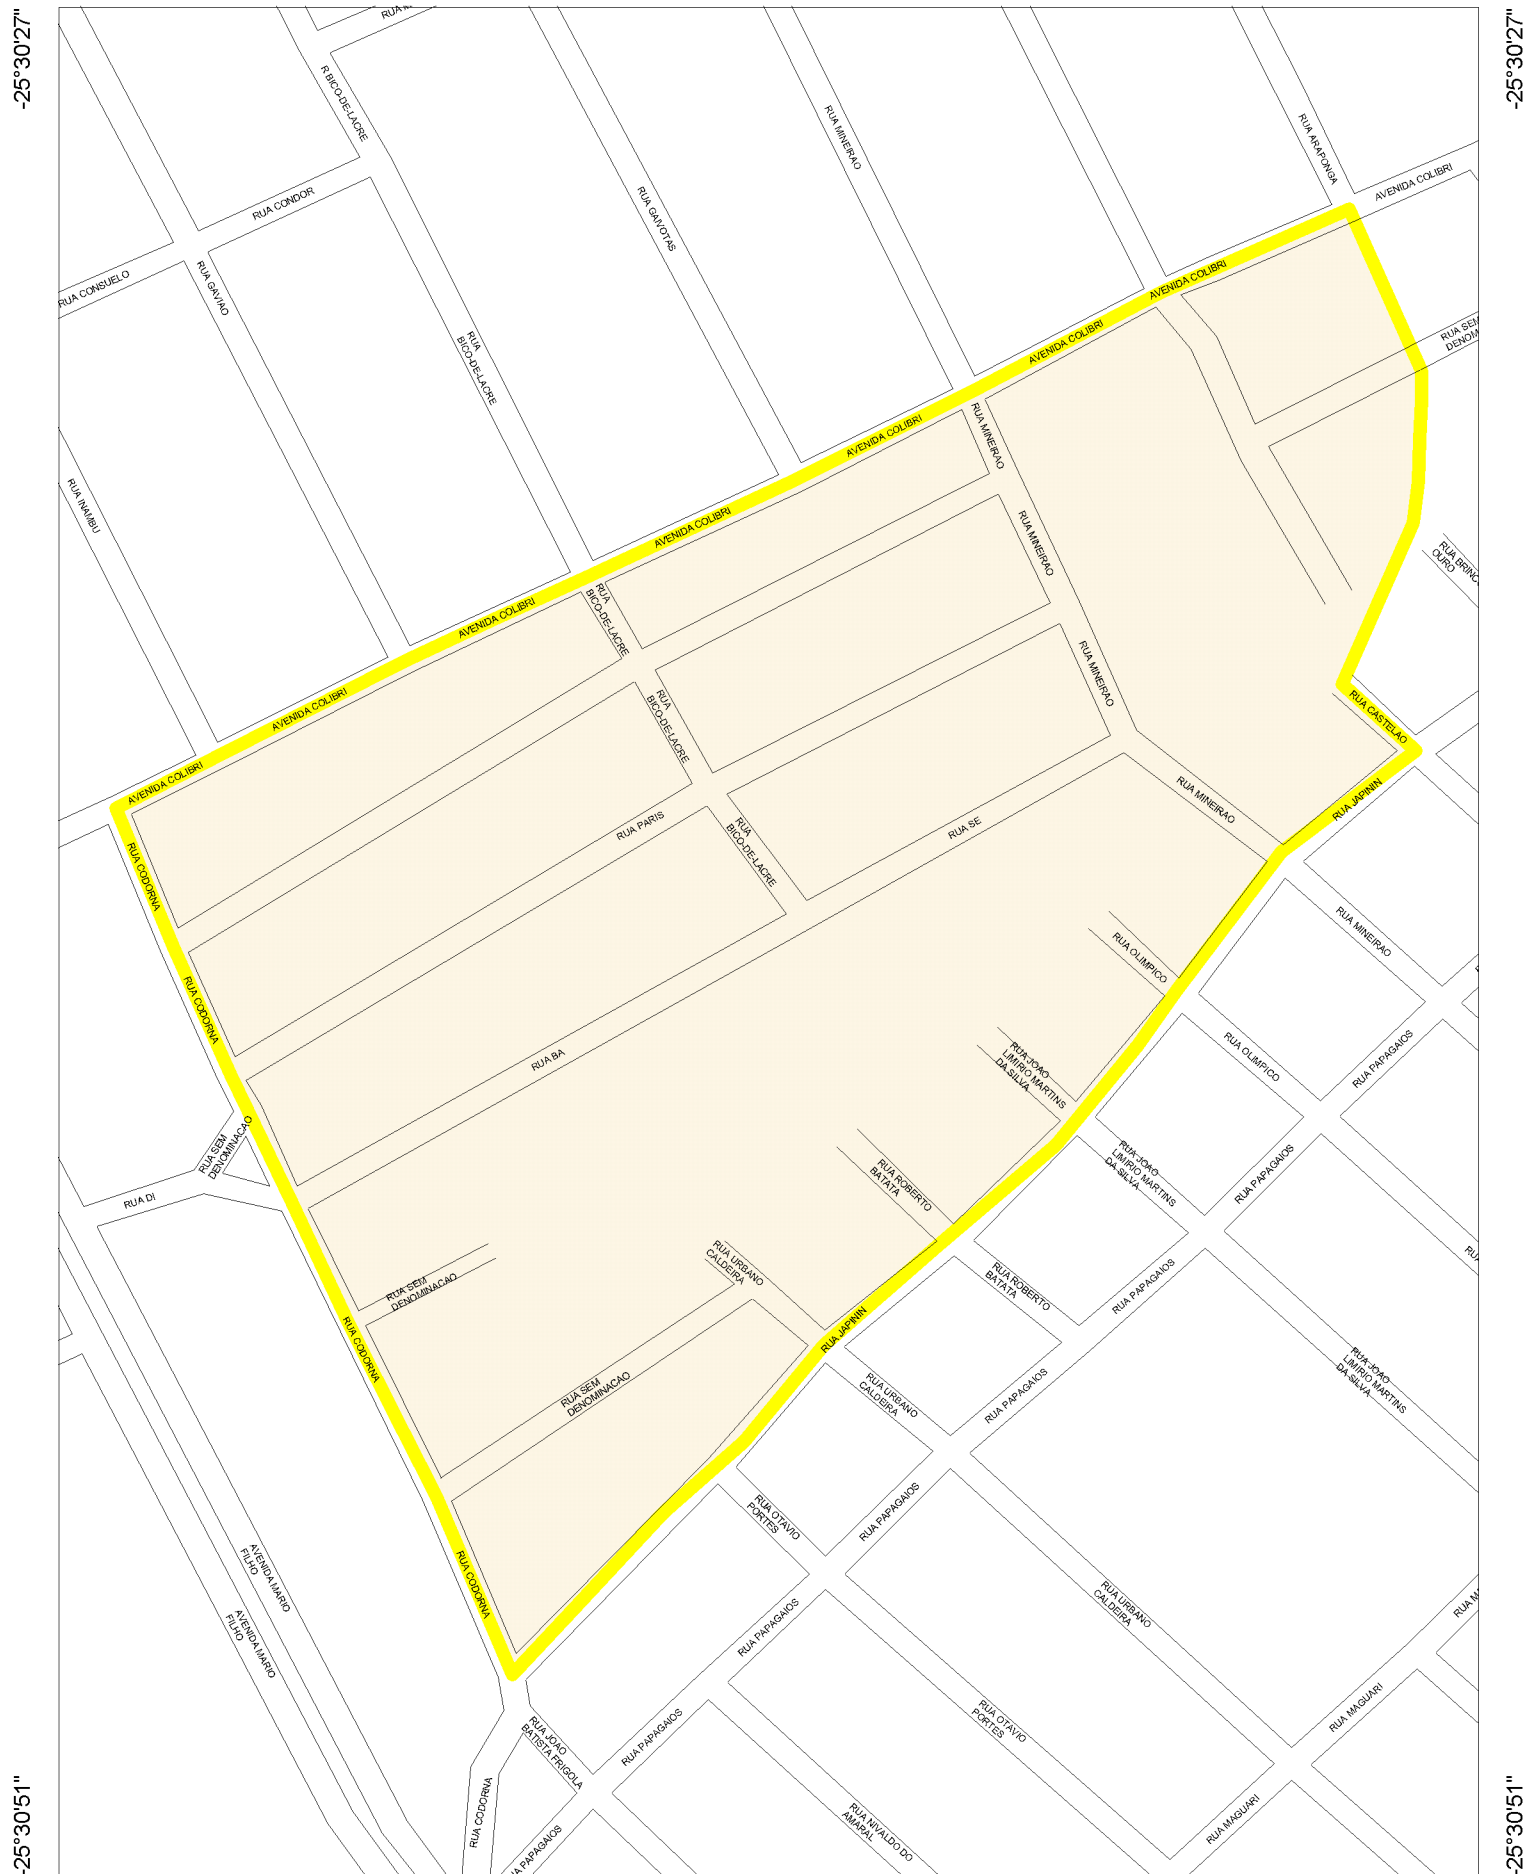 -25°30'27"
-25°30'27"
R BICO-DE-LACRE
RUA MINEIRAO
RUA ARAPONGA
AVENIDA COLIBRI
RUA CONDOR
RUA GAIVOTAS
RUA CONSUELO
RUA GAVIAO
AVENIDA COLIBRI
RUA SEM
DENOM
AVENIDA COLIBRI
RUA
BICO-DE-LACRE
RUA MINEIRAO
AVENIDA COLIBRI
RUA INAMBU
AVENIDA COLIBRI
RUA MINEIRAO
RUA BRINC
OURO
RUA
BICO-DE-LACRE
AVENIDA COLIBRI
RUA MINEIRAO
AVENIDA COLIBRI
RUA
BICO-DE-LACRE
RUA CASTELAO
AVENIDA COLIBRI
RUA MINEIRAO
RUA JAPININ
RUA PARIS
RUA
BICO-DE-LACRE
RUA SE
RUA CODORNA
RUA MINEIRAO
RUA OLIMPICO
RUA CODORNA
RUA BA
RUA JOAO
LIMIRIO MARTINS
DA SILVA
RUA OLIMPICO
RUA PAPAGAIOS
RUA SEM
DENOMINACAO
RUA DI
RUA ROBERTO
BATATA
RUA JOAO
LIMIRIO MARTINS
DA SILVA
RUA PAPAGAIOS
RUA URBANO
CALDEIRA
RUA SEM
DENOMINACAO
RUA ROBERTO
BATATA
RUA PAPAGAIOS
RUA CODORNA
RUA JAPININ
RUA JOAO
LIMIRIO MARTINS
DA SILVA
RUA SEM
DENOMINACAO
RUA URBANO
CALDEIRA
RUA PAPAGAIOS
RUA OTAVIO
PORTES
RUA PAPAGAIOS
AVENIDA MARIO
FILHO
RUA CODORNA
RUA URBANO
CALDEIRA
AVENIDA MARIO
FILHO
RUA PAPAGAIOS
RUA OTAVIO
PORTES
RUA MAGUARI
RUA JOAO
BATISTA FRIGOLA
RUA PAPAGAIOS
RUA CODORNA
RUA NIVALDO DO
AMARAL
RUA MAGUARI
PAPAGAIOS
-25°30'51"
-25°30'51"